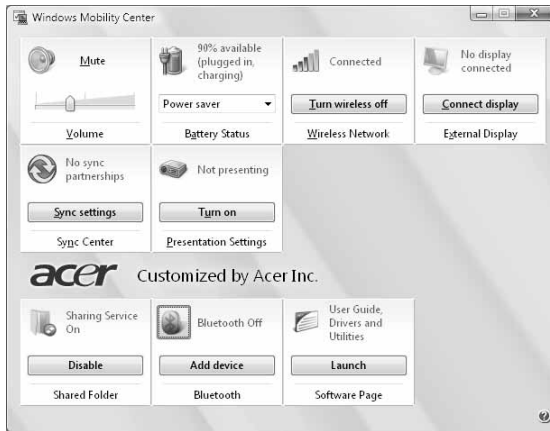 Windows Mobility Center
Mute
Volume
90% available
(plugged in,
charging)
Power saver
Battery Status
Connected
Turn wireless off
Wireless Network
No display
connected
Connect display
External Display
No sync
partnerships
Sync settings
Sync Center
Not presenting
Turn on
Presentation Settings
acer Customized by Acer Inc.
Sharing Service
On
Disable
Shared Folder
Bluetooth Off
Add device
Bluetooth
User Guide,
Drivers and
Utilities
Launch
Software Page